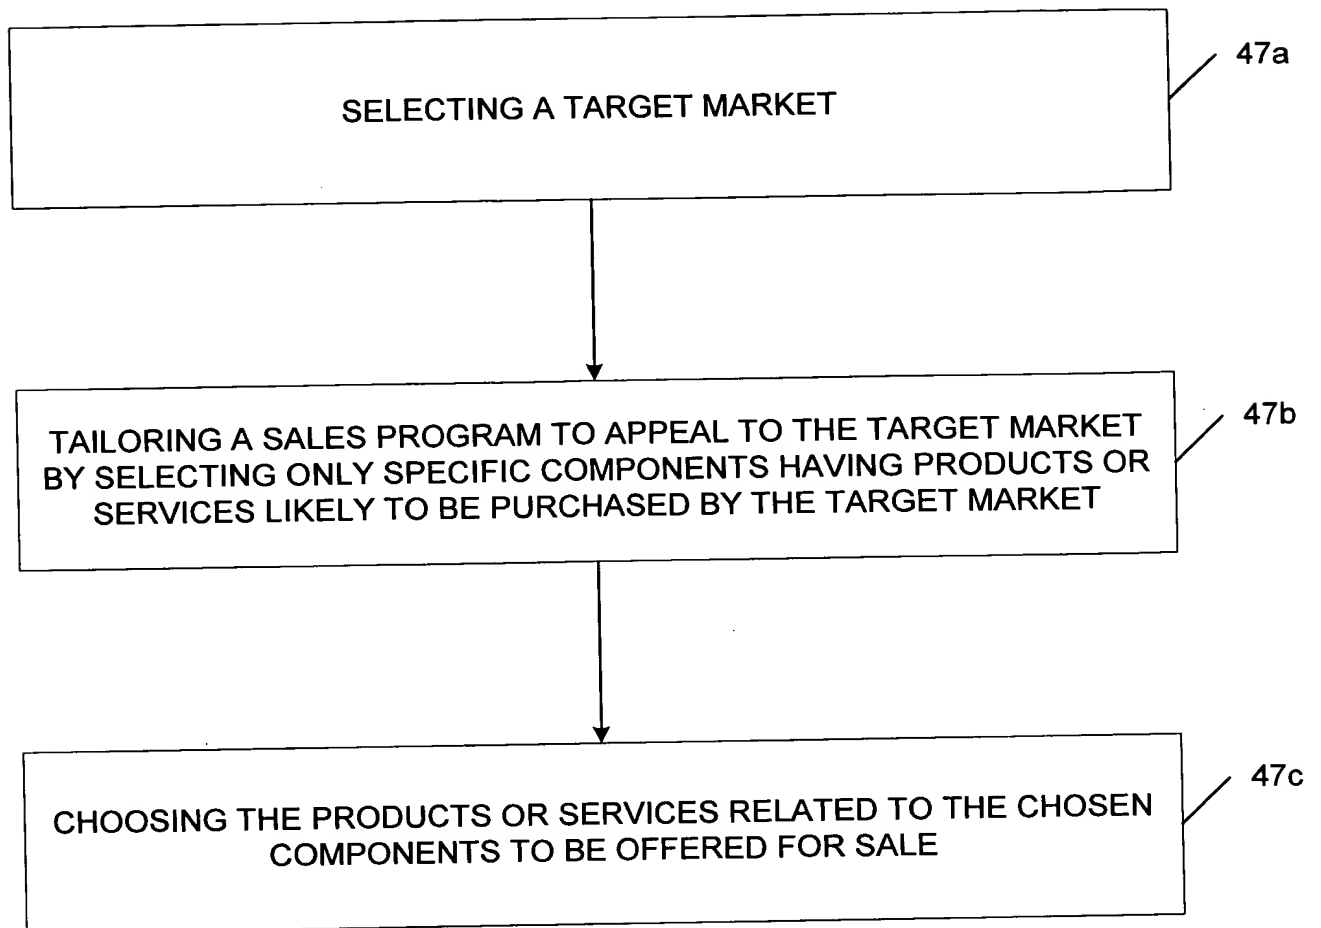 47a
SELECTING A TARGET MARKET
47b
TAILORING A SALES PROGRAM TO APPEAL TO THE TARGET MARKET
BY SELECTING ONLY SPECIFIC COMPONENTS HAVING PRODUCTS OR
SERVICES LIKELY TO BE PURCHASED BY THE TARGET MARKET
47c
CHOOSING THE PRODUCTS OR SERVICES RELATED TO THE CHOSEN
COMPONENTS TO BE OFFERED FOR SALE